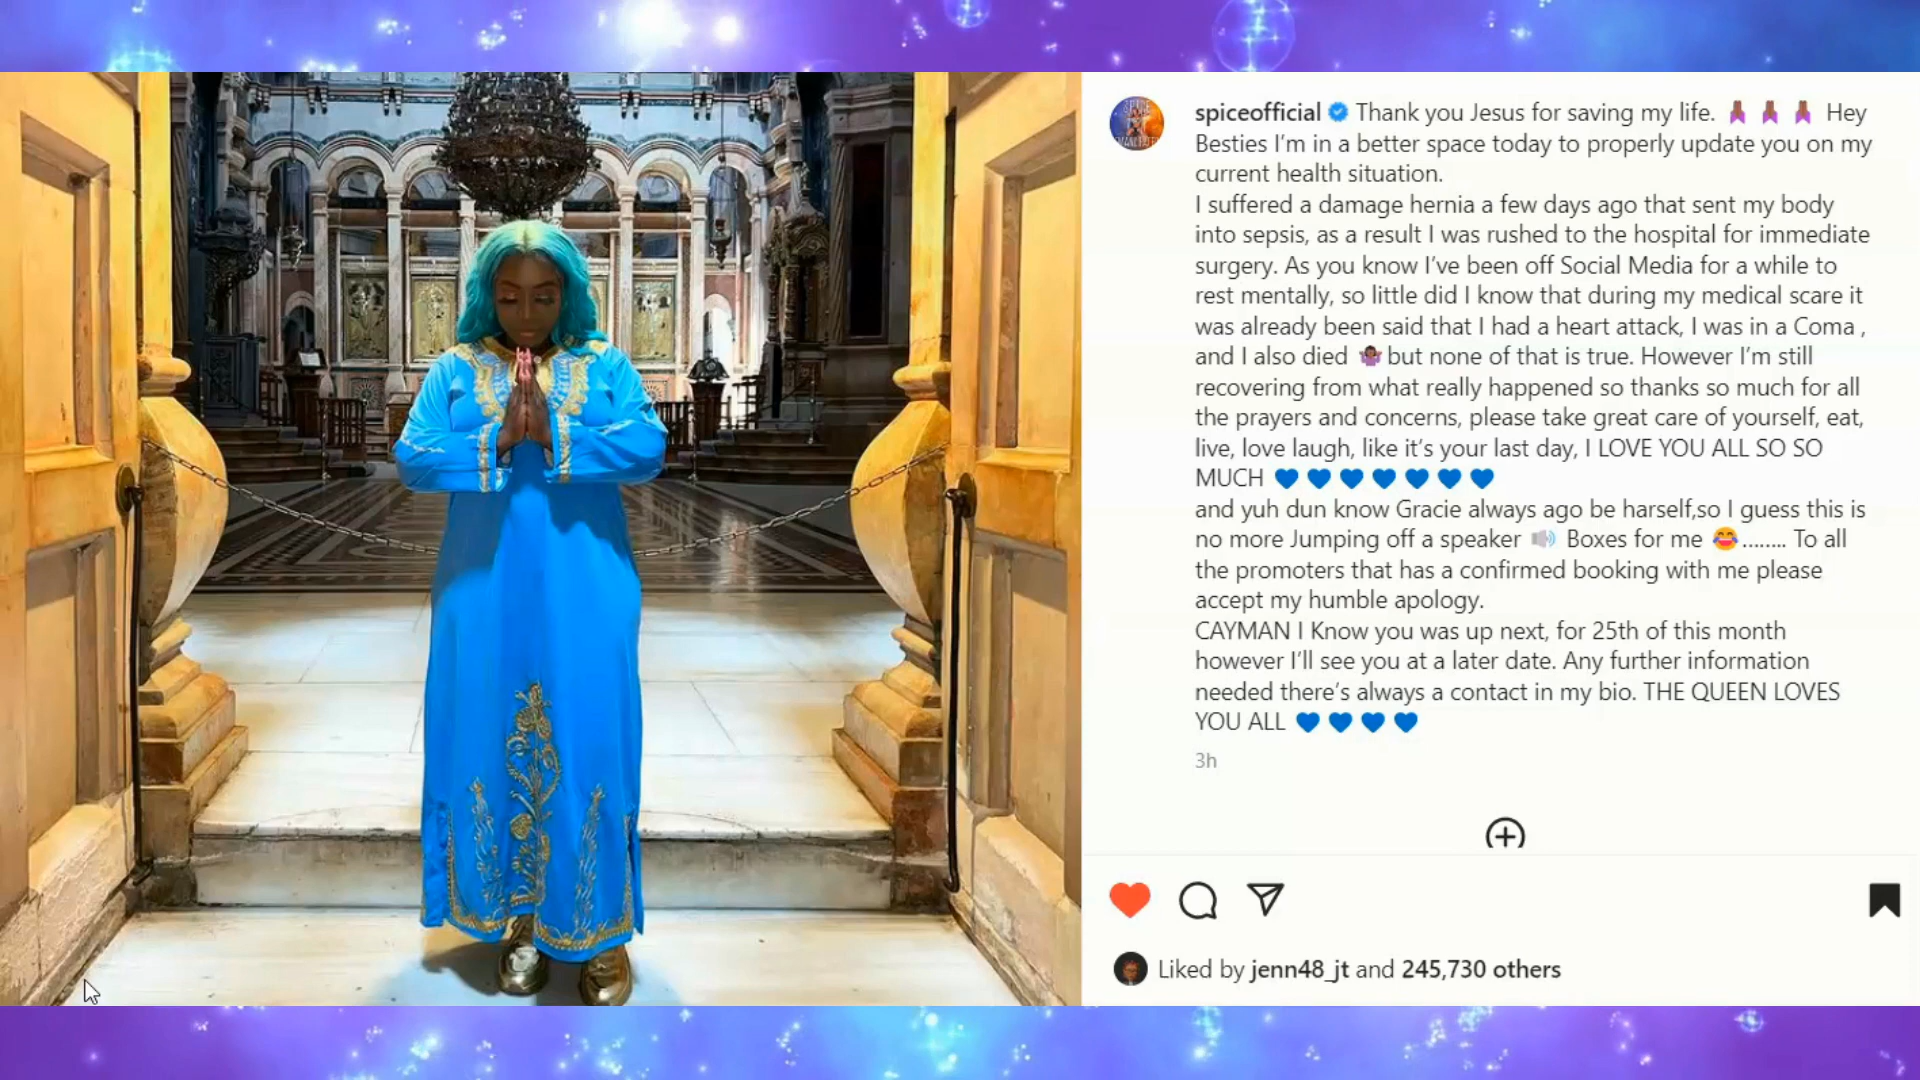 spiceofficial Thank you Jesus for saving my life. 🙏🏾 🙏🏾 🙏🏾 Hey
Besties I’m in a better space today to properly update you on my
current health situation.
I suffered a damage hernia a few days ago that sent my body
into sepsis, as a result I was rushed to the hospital for immediate
surgery. As you know I’ve been off Social Media for a while to
rest mentally, so little did I know that during my medical scare it
was already been said that I had a heart attack, I was in a Coma ,
and I also died 🤷🏾‍♀️ but none of that is true. However I’m still
recovering from what really happened so thanks so much for all
the prayers and concerns, please take great care of yourself, eat,
live, love laugh, like it’s your last day, I LOVE YOU ALL SO SO
MUCH 💙 💙 💙 💙 💙 💙 💙
and yuh dun know Gracie always ago be harself,so I guess this is
no more Jumping off a speaker 🔊 Boxes for me 😂........ To all
the promoters that has a confirmed booking with me please
accept my humble apology.
CAYMAN I Know you was up next, for 25th of this month
however I’ll see you at a later date. Any further information
needed there’s always a contact in my bio. THE QUEEN LOVES
YOU ALL 💙 💙 💙 💙
3h
Liked by jenn48_jt and 245,730 others